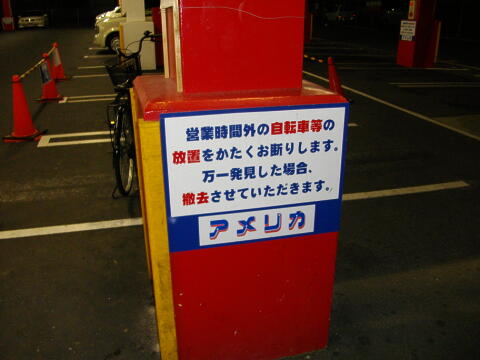 営業時間外の自転車等の
放置をかたくお断りします。
万一発見した場合、
撤去させていただきます。
アメリカ